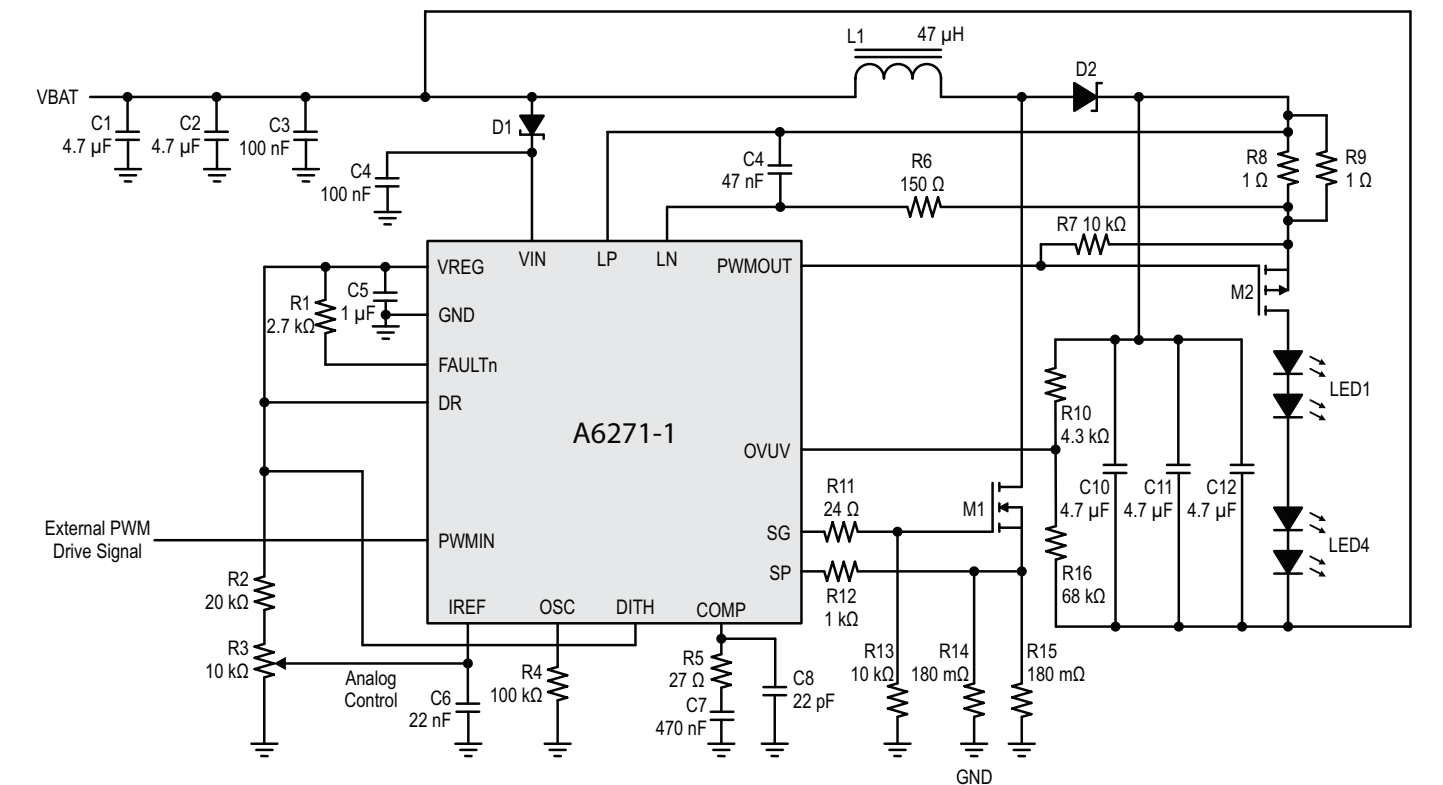 L1
47 µH
D2
VBAT
C1
4.7 µF
C2
4.7 µF
C3
100 nF
D1
C4
100 nF
C4
47 nF
R6
150 Ω
R8
1 Ω
R9
1 Ω
R7 10 kΩ
VIN
LP
LN
PWMOUT
VREG
C5
1 µF
GND
R1
2.7 kΩ
FAULTn
DR
M2
LED1
A6271-1
R10
4.3 kΩ
OVUV
C10
4.7 µF
C11
4.7 µF
C12
4.7 µF
R11
24 Ω
M1
SG
External PWM
Drive Signal
PWMIN
LED4
SP
R12
1 kΩ
R16
68 kΩ
R2
20 kΩ
IREF
OSC
DITH
COMP
R3
10 kΩ
Analog
Control
C6
22 nF
R4
100 kΩ
R5
27 Ω
C7
470 nF
C8
22 pF
R13
10 kΩ
R14
180 mΩ
R15
180 mΩ
GND